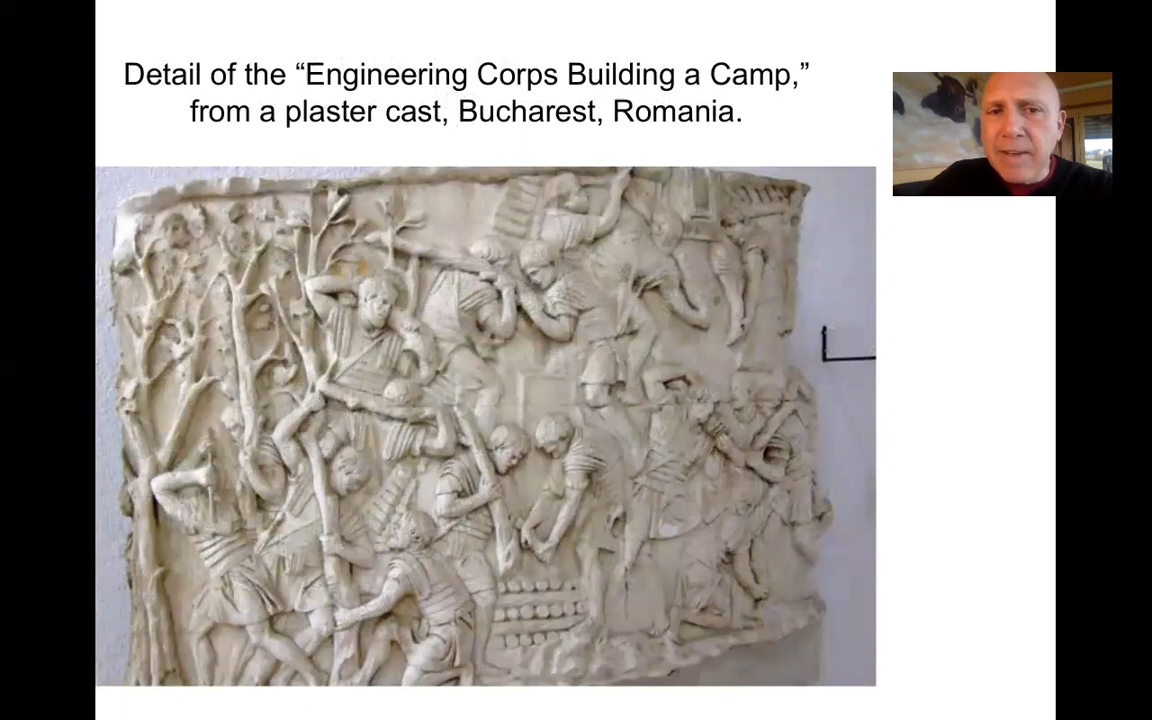 Detail of the “Engineering Corps Building a Camp,”
from a plaster cast, Bucharest, Romania.